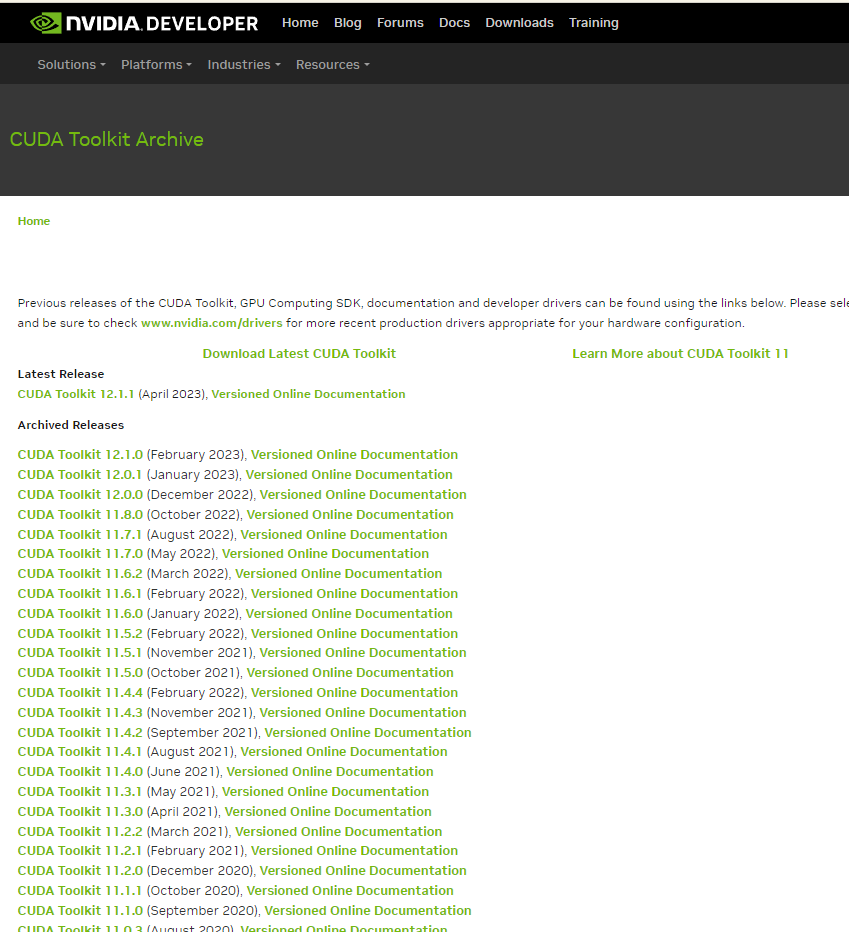 NVIDIA. DEVELOPER Home Blog Forums Docs Downloads Training
Solutions Platforms Industries Resources
CUDA Toolkit Archive
Home
Previous releases of the CUDA Toolkit, GPU Computing SDK, documentation and developer drivers can be found using the links below. Please
and be sure to check www.nvidia.com/drivers for more recent production drivers appropriate for your hardware configuration.
Download Latest CUDA Toolkit Learn More about CUDA Toolkit 11
Latest Release
CUDA Toolkit 12.1.1 (April 2023), Versioned Online Documentation
Archived Releases
CUDA Toolkit 12.1.0 (February 2023), Versioned Online Documentation
CUDA Toolkit 12.0.1 (January 2023), Versioned Online Documentation
CUDA Toolkit 12.0.0 (December 2022), Versioned Online Documentation
CUDA Toolkit 11.8.0 (October 2022), Versioned Online Documentation
CUDA Toolkit 11.7.1 (August 2022), Versioned Online Documentation
CUDA Toolkit 11.7.0 (May 2022), Versioned Online Documentation
CUDA Toolkit 11.6.2 (March 2022), Versioned Online Documentation
CUDA Toolkit 11.6.1 (February 2022), Versioned Online Documentation
CUDA Toolkit 11.6.0 (January 2022), Versioned Online Documentation
CUDA Toolkit 11.5.2 (February 2022), Versioned Online Documentation
CUDA Toolkit 11.5.1 (November 2021), Versioned Online Documentation
CUDA Toolkit 11.5.0 (October 2021), Versioned Online Documentation
CUDA Toolkit 11.4.4 (February 2022), Versioned Online Documentation
CUDA Toolkit 11.4.3 (November 2021), Versioned Online Documentation
CUDA Toolkit 11.4.2 (September 2021), Versioned Online Documentation
CUDA Toolkit 11.4.1 (August 2021), Versioned Online Documentation
CUDA Toolkit 11.4.0 (June 2021), Versioned Online Documentation
CUDA Toolkit 11.3.1 (May 2021), Versioned Online Documentation
CUDA Toolkit 11.3.0 (April 2021), Versioned Online Documentation
CUDA Toolkit 11.2.2 (March 2021), Versioned Online Documentation
CUDA Toolkit 11.2.1 (February 2021), Versioned Online Documentation
CUDA Toolkit 11.2.0 (December 2020), Versioned Online Documentation
CUDA Toolkit 11.1.1 (October 2020), Versioned Online Documentation
CUDA Toolkit 11.1.0 (September 2020), Versioned Online Documentation
CUDA Toolkit 11.0.3 (August 2020), Versioned Online Documentation